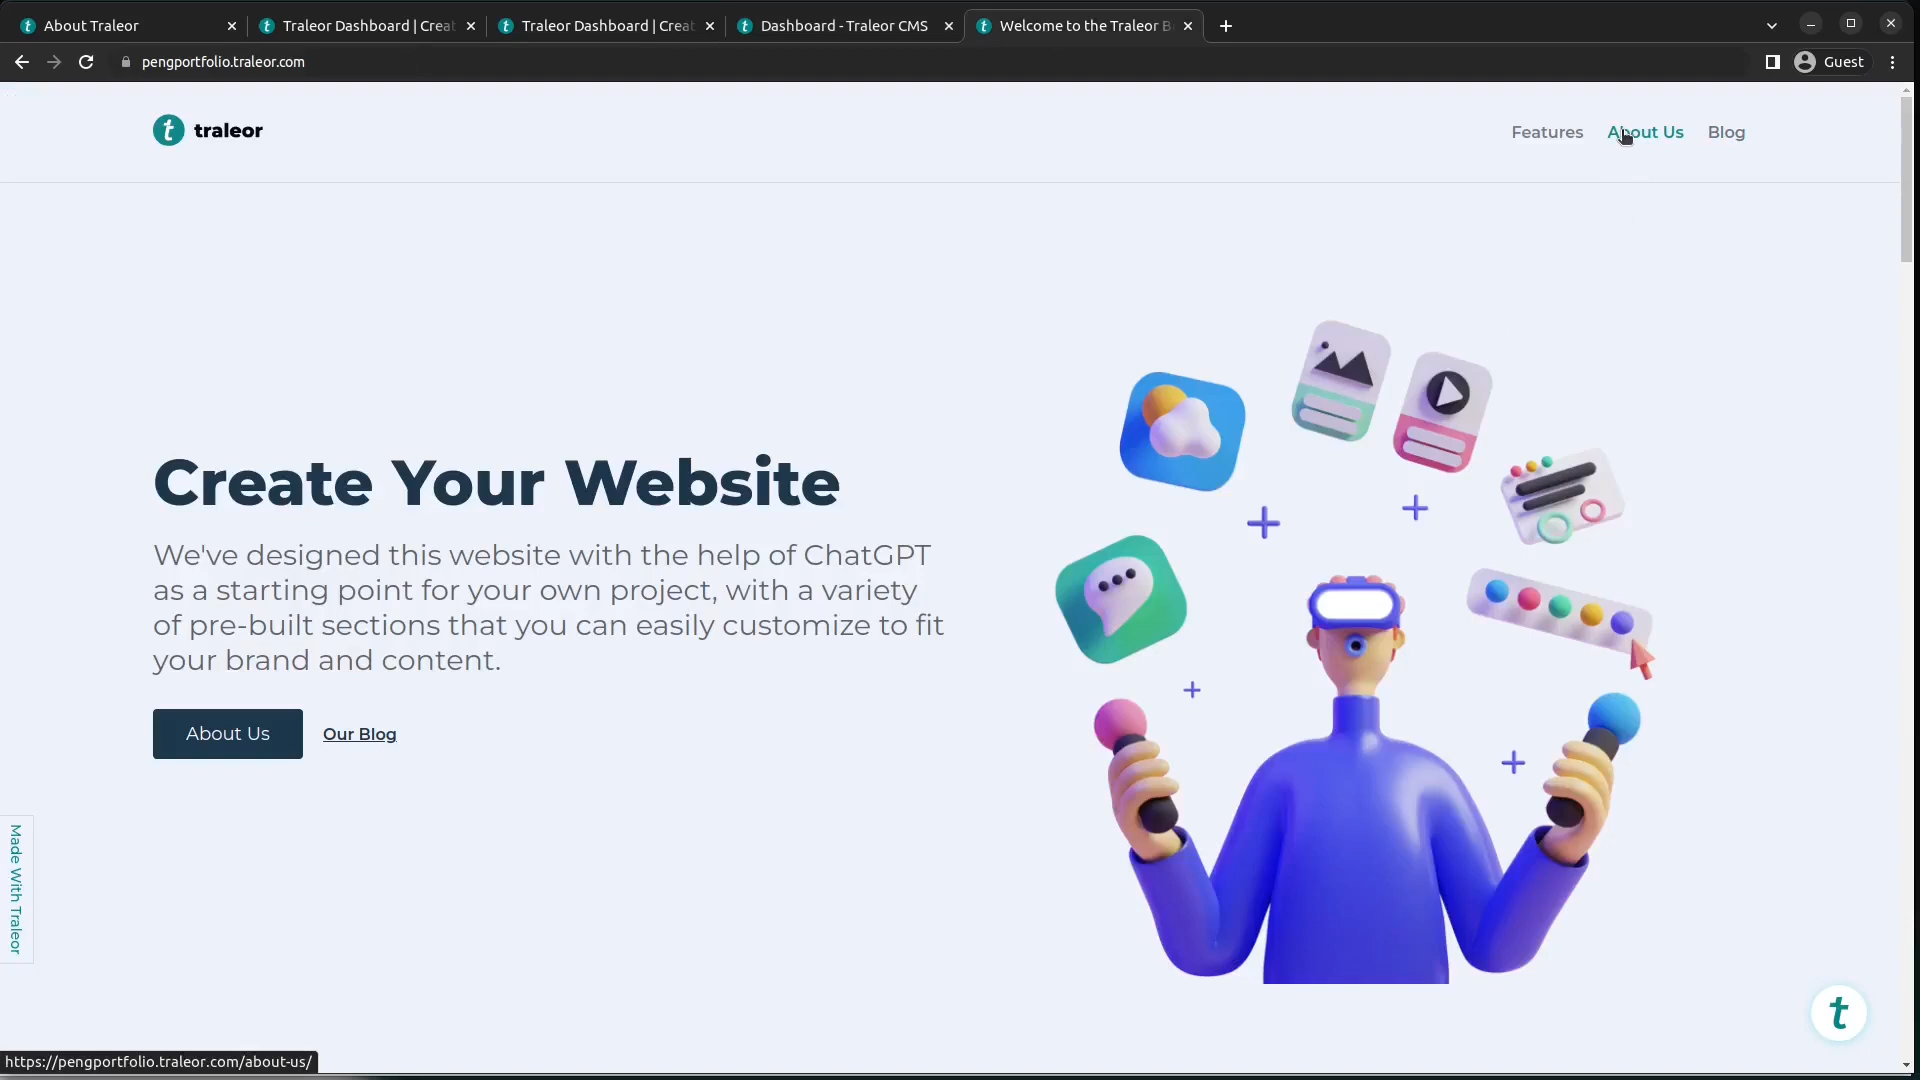 About Traleor
Traleor Dashboard | Creat
Traleor Dashboard | Creat
Dashboard - Traleor CMS
Welcome to the Traleor B
pengportfolio.traleor.com
Guest
t traleor
Features
About Us
Blog
Create Your Website
We've designed this website with the help of ChatGPT
as a starting point for your own project, with a variety
of pre-built sections that you can easily customize to fit
your brand and content.
About Us
Our Blog
Made With Traleor
t
https://pengportfolio.traleor.com/about-us/